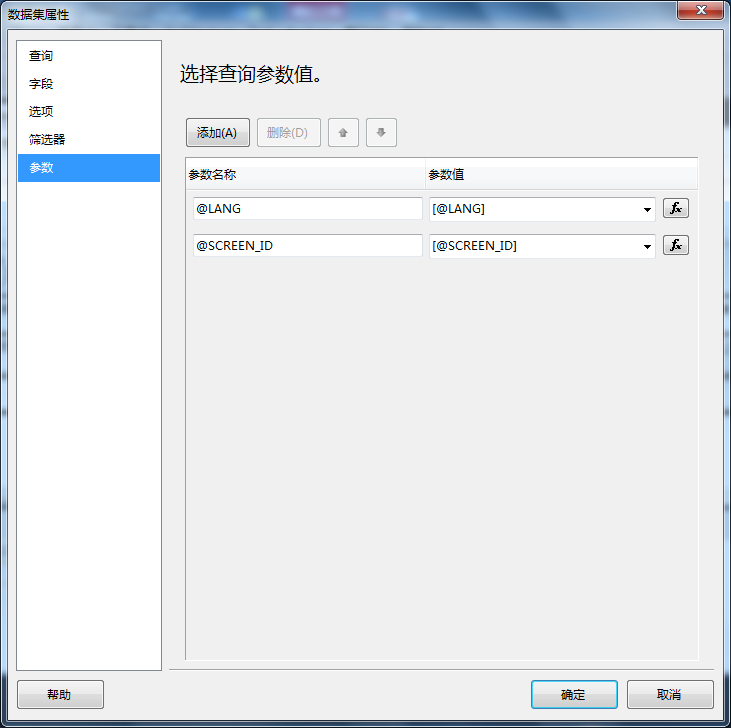 数据集属性
查询
字段
选项
筛选器
参数
选择查询参数值。
添加(A) 删除(D)
参数名称 参数值
@LANG [@LANG] fx
@SCREEN_ID [@SCREEN_ID] fx
帮助 确定 取消